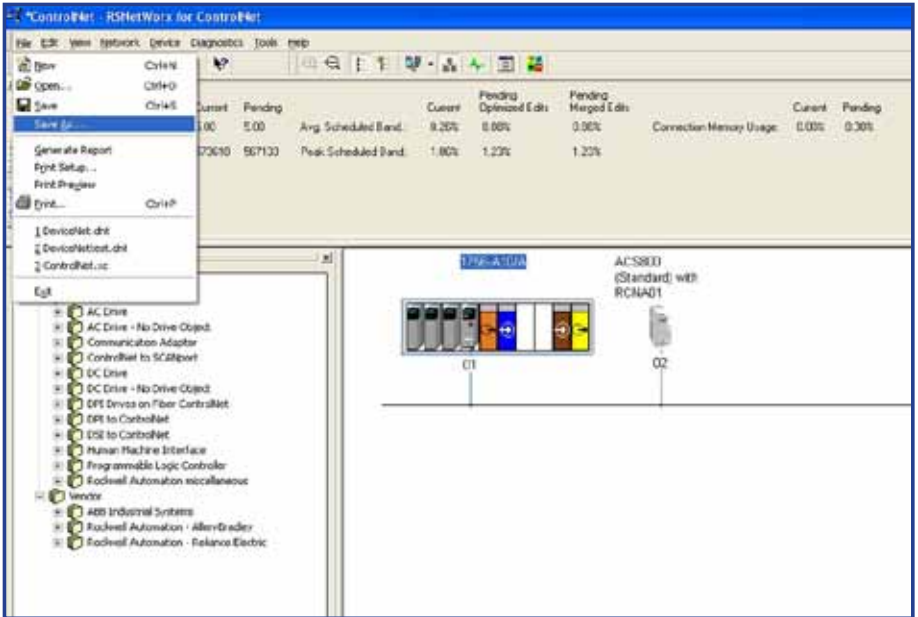 *ControlNet - RSNetWorx for ControlNet
File Edit View Network Device Diagnostics Tools Help
New Ctrl+N
Open... Ctrl+O
Save Ctrl+S
Save As...
Generate Report
Print Setup...
Print Preview
Print... Ctrl+P
1 DeviceNet.dnt
2 DeviceNettest.dnt
3 ControlNet.xc
Exit
Current Pending
5.00 5.00
567133
Current
Pending Optimized Edits
Pending Merged Edits
Avg. Scheduled Band. 0.00%
Peak Scheduled Band. 1.23% 1.23%
Current Pending
Connection Memory Usage: 0.00% 0.30%
AC Drive
AC Drive - No Drive Object
Communication Adapter
ControlNet to SCANport
DC Drive
DC Drive - No Drive Object
DPI Drives on Fiber ControlNet
DPI to ControlNet
DSI to ControlNet
Human Machine Interface
Programmable Logic Controller
Rockwell Automation miscellaneous
Vendor
ABB Industrial Systems
Rockwell Automation - Allen-Bradley
Rockwell Automation - Reliance Electric
1756-A10/A
01
ACS800
(Standard) with
RCNA01
02